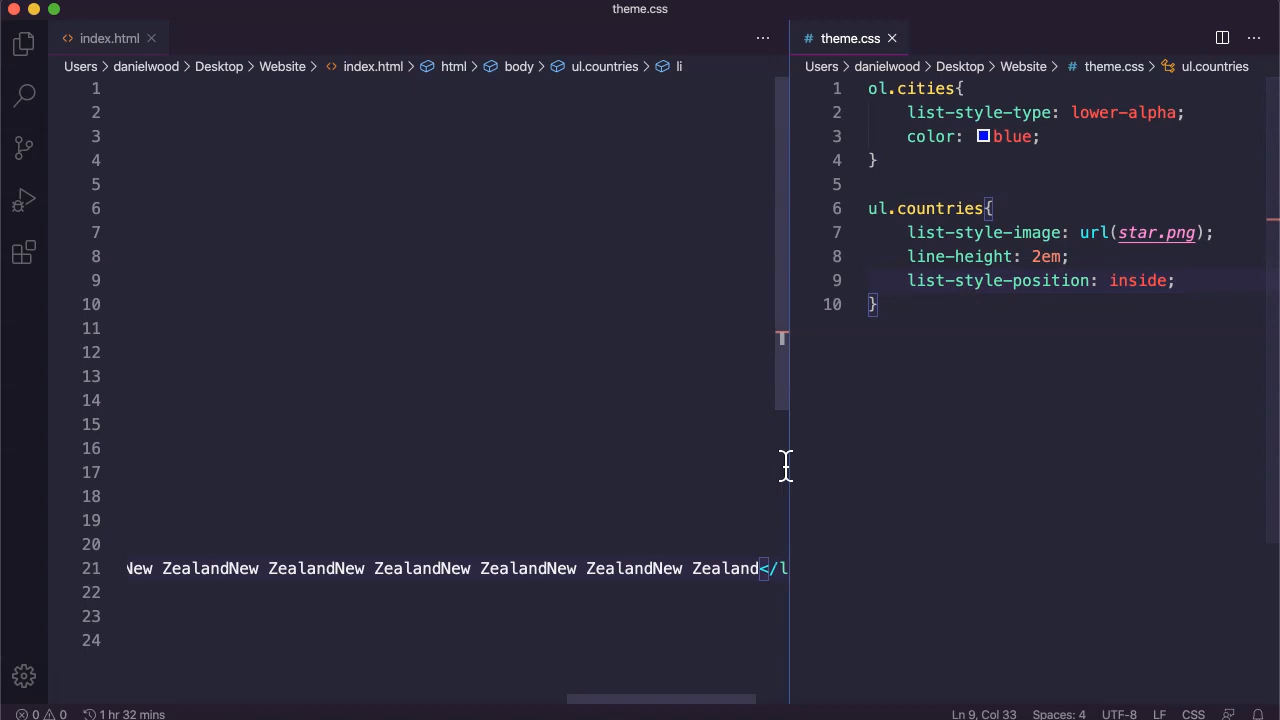 theme.css
index.html
theme.css
Users > danielwood > Desktop > Website > index.html > html > body > ul.countries > li
Users > danielwood > Desktop > Website > # theme.css > ul.countries
1
2
3
4
5
6
7
8
9
10
11
12
13
14
15
16
17
18
19
20
21 New ZealandNew ZealandNew ZealandNew ZealandNew ZealandNew Zealand</l
22
23
24
1 ol.cities{
2 list-style-type: lower-alpha;
3 color: blue;
4 }
5
6 ul.countries{
7 list-style-image: url(star.png);
8 line-height: 2em;
9 list-style-position: inside;
10 }
0 0 1 hr 32 mins
Ln 9, Col 33 Spaces: 4 UTF-8 LF CSS